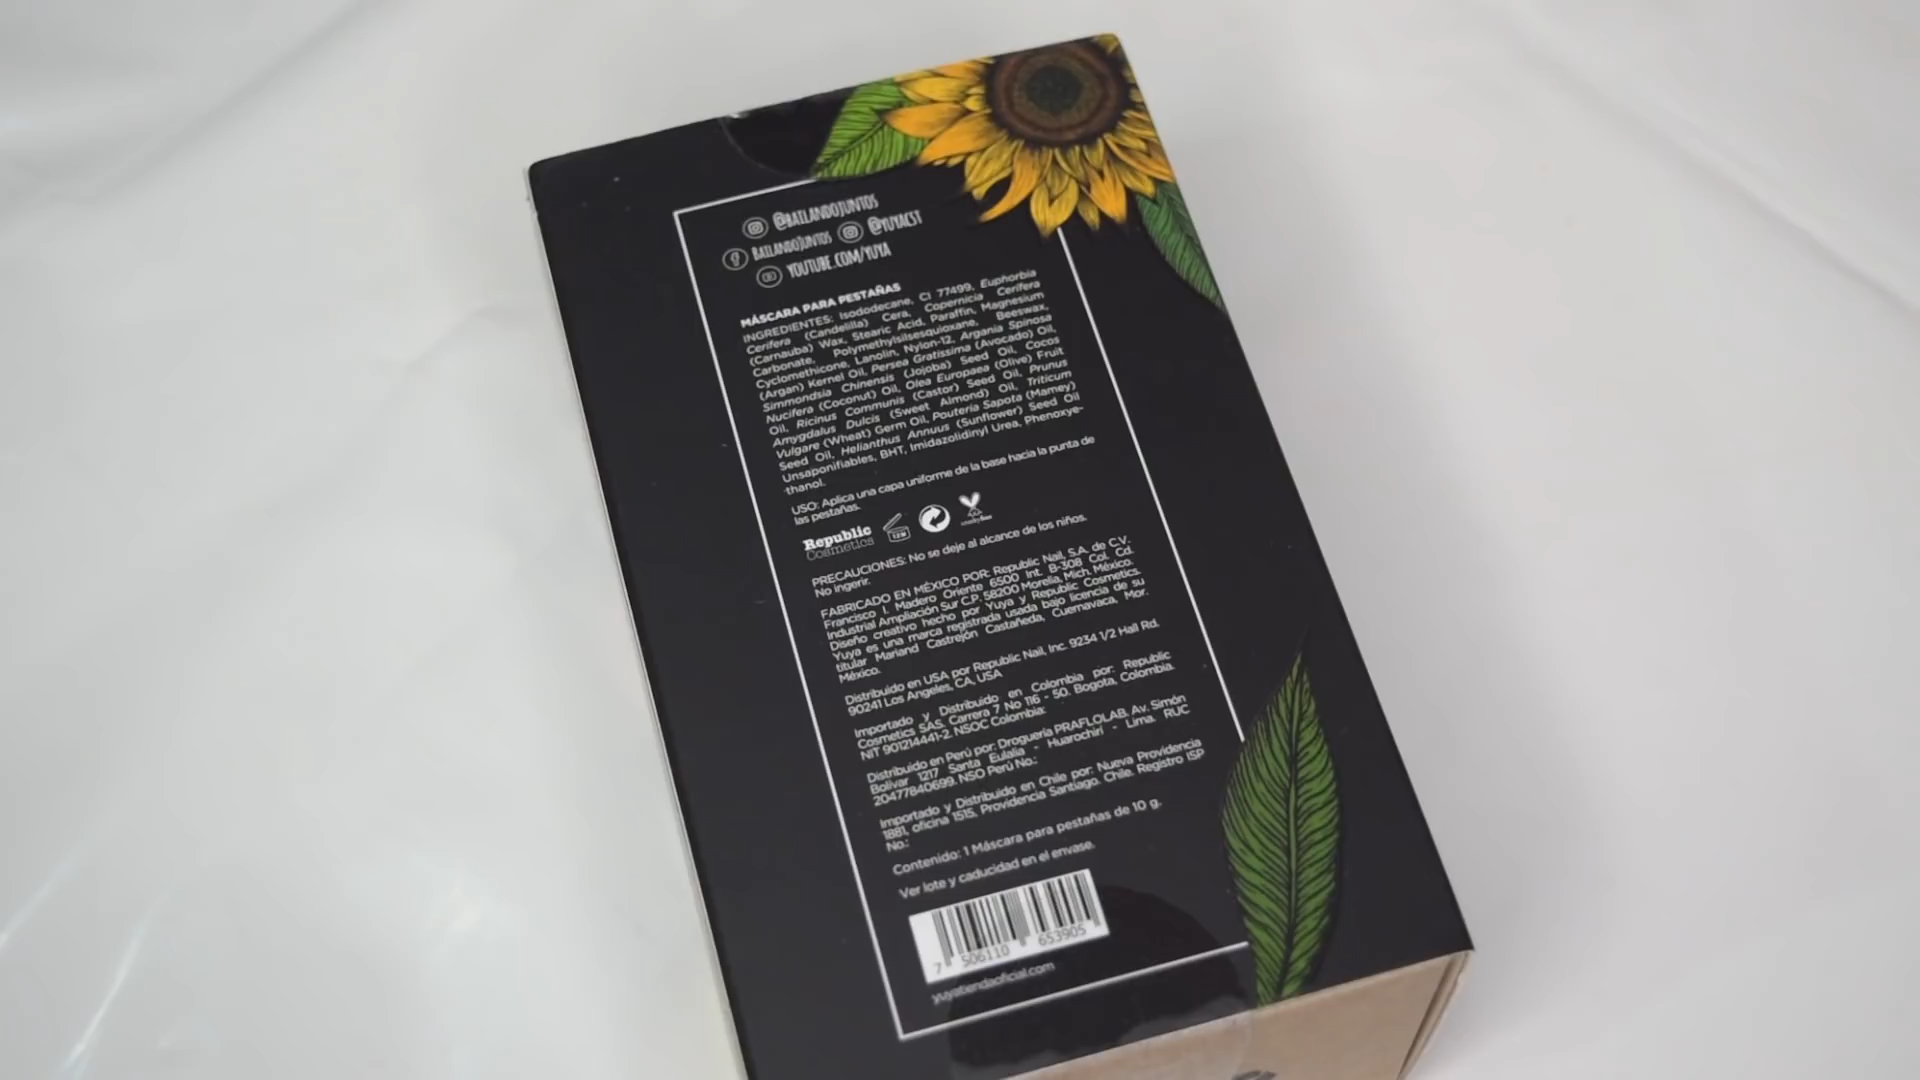 @BAILANDOJUNTOS
BAILANDOJUNTOS @YUYACST
YOUTUBE.COM/YUYA
MÁSCARA PARA PESTAÑAS
INGREDIENTES: Isododecane, CI 77499, Euphorbia
Cerifera (Candelilla) Cera, Copernicia Cerifera
(Carnauba) Wax, Stearic Acid, Paraffin, Magnesium
Carbonate, Polymethylsilsesquioxane, Beeswax,
Cyclomethicone, Lanolin, Nylon-12, Argania Spinosa
(Argan) Kernel Oil, Persea Gratissima (Avocado) Oil,
Simmondsia Chinensis (Jojoba) Seed Oil, Cocos
Nucifera (Coconut) Oil, Olea Europaea (Olive) Fruit
Oil, Ricinus Communis (Castor) Seed Oil, Prunus
Amygdalus Dulcis (Sweet Almond) Oil, Triticum
Vulgare (Wheat) Germ Oil, Pouteria Sapota (Mamey)
Seed Oil, Helianthus Annuus (Sunflower) Seed Oil
Unsaponifiables, BHT, Imidazolidinyl Urea, Phenoxye-
-thanol.
USO: Aplica una capa uniforme de la base hacia la punta de
las pestañas.
Republic
Cosmetics
12M
crueltyfree
PRECAUCIONES: No se deje al alcance de los niños.
No ingerir.
FABRICADO EN MÉXICO POR: Republic Nail, S.A. de C.V.
Francisco I. Madero Oriente 6500 Int. B-308 Col. Cd.
Industrial Ampliación Sur C.P. 58200 Morelia, Mich. México.
Diseño creativo hecho por Yuya y Republic Cosmetics.
Yuya es una marca registrada usada bajo licencia de su
titular Mariand Castrejón Castañeda, Cuernavaca, Mor.
México.
Distribuido en USA por Republic Nail, Inc. 9234 1/2 Hall Rd.
90241 Los Angeles, CA, USA
Importado y Distribuido en Colombia por: Republic
Cosmetics SAS. Carrera 7 No 116 - 50. Bogota, Colombia.
NIT 901214441-2. NSOC Colombia:
Distribuido en Perú por: Droguería PRAFLOLAB. Av. Simón
Bolívar 1217 Santa Eulalia - Huarochirí - Lima. RUC
20477840699. NSO Perú No.:
Importado y Distribuido en Chile por: Nueva Providencia
1881, oficina 1515, Providencia Santiago. Chile. Registro ISP
No.:
Contenido: 1 Máscara para pestañas de 10 g.
Ver lote y caducidad en el envase.
7 506110 653905
yuyatiendaoficial.com